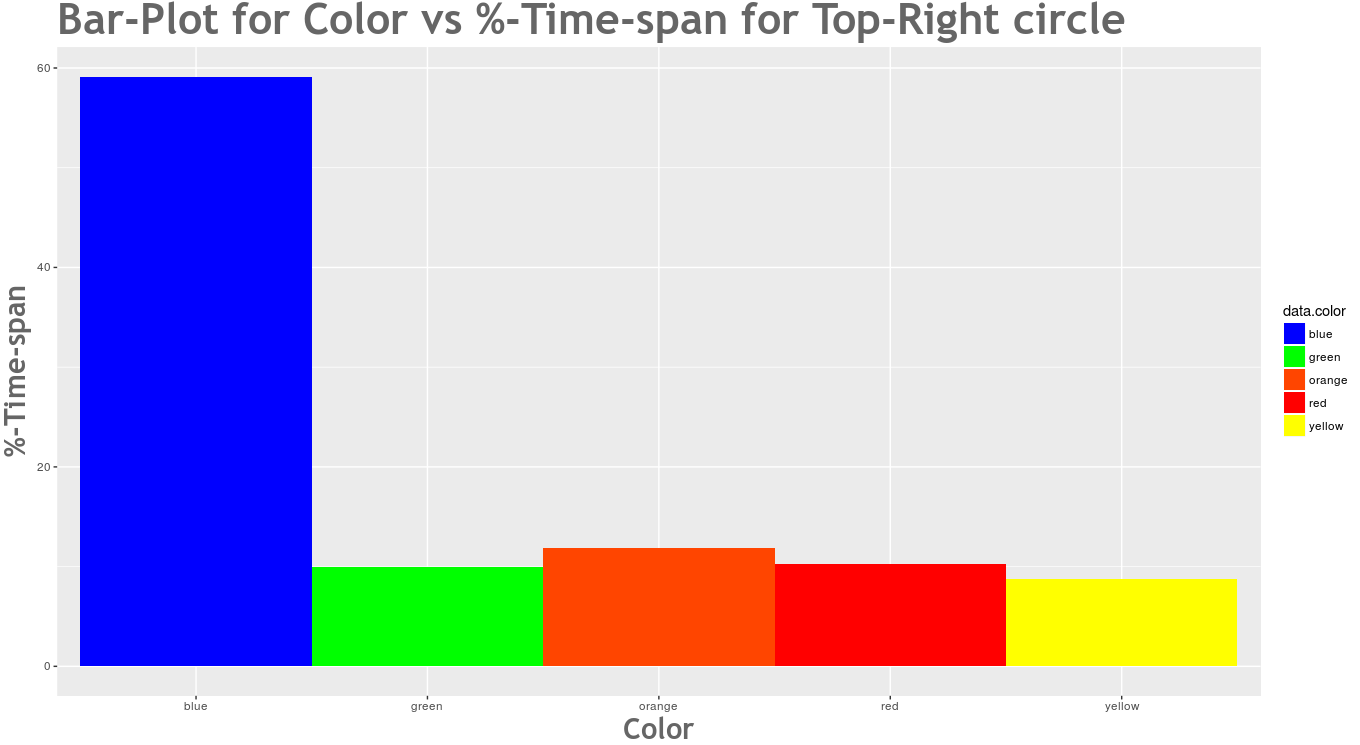 Bar-Plot for Color vs %-Time-span for Top-Right circle
%-Time-span
60
40
20
0
blue
green
orange
red
yellow
Color
data.color
blue
green
orange
red
yellow